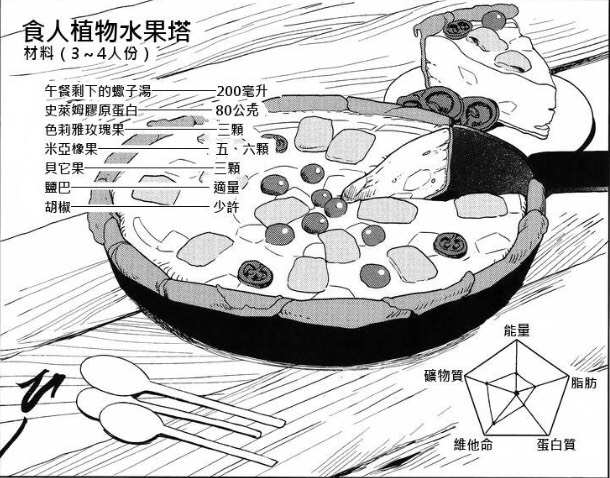 食人植物水果塔
材料（3～4人份）
午餐剩下的蠍子湯 200毫升
史萊姆膠原蛋白 80公克
色莉雅玫瑰果 三顆
米亞橡果 五、六顆
貝它果 三顆
鹽巴 適量
胡椒 少許
能量
礦物質
脂肪
維他命
蛋白質